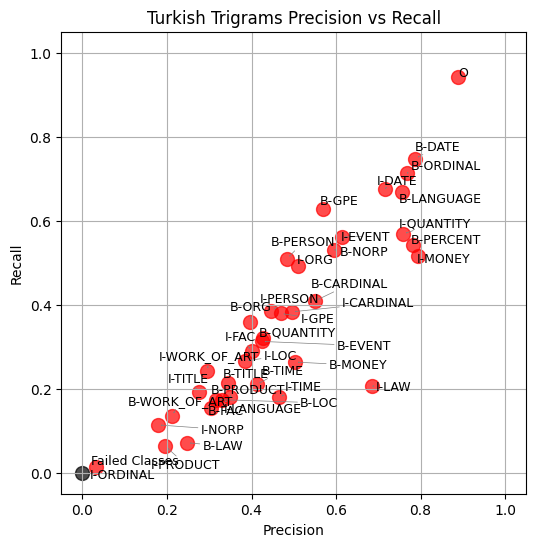 Turkish Trigrams Precision vs Recall
1.0
O
0.8
B-DATE
B-ORDINAL
I-DATE
B-LANGUAGE
B-GPE
0.6
I-QUANTITY
I-EVENT
B-PERCENT
B-PERSON
B-NORP
I-ORG
I-MONEY
B-CARDINAL
I-PERSON
I-CARDINAL
B-ORG
0.4
I-GPE
I-FAC
B-QUANTITY
B-EVENT
I-WORK_OF_ART
I-LOC
B-MONEY
B-TITLE
B-TIME
I-TITLE
0.2
B-PRODUCT
I-TIME
I-LAW
B-WORK_OF_ART
I-LANGUAGE
B-LOC
B-FAC
I-NORP
B-LAW
Failed Classes
I-PRODUCT
I-ORDINAL
0.0
Recall
0.0 0.2 0.4 0.6 0.8 1.0
Precision